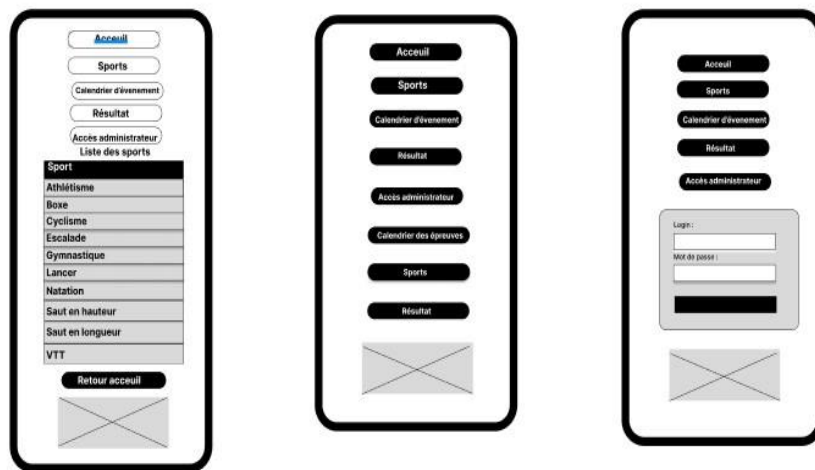 Acceuil
Sports
Calendrier d'évenement
Résultat
Accès administrateur
Liste des sports
Sport
Athlétisme
Boxe
Cyclisme
Escalade
Gymnastique
Lancer
Natation
Saut en hauteur
Saut en longueur
VTT
Retour acceuil
Acceuil
Sports
Calendrier d'évenement
Résultat
Accès administrateur
Calendrier des épreuves
Sports
Résultat
Acceuil
Sports
Calendrier d'évenement
Résultat
Accès administrateur
Login :
Mot de passe :